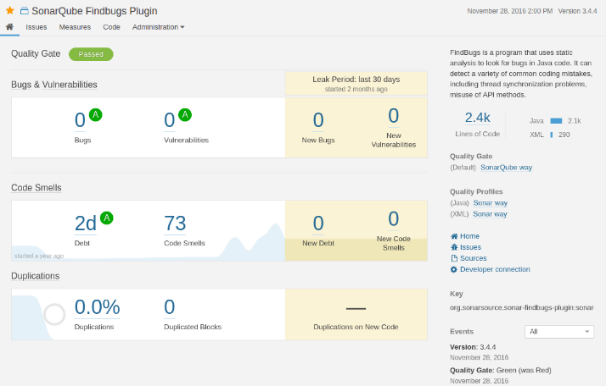 SonarQube Findbugs Plugin
November 28, 2016 2:00 PM Version 3.4.4
Issues Measures Code Administration
Quality Gate Passed
Bugs & Vulnerabilities
Leak Period: last 30 days
started 2 months ago
0 A
Bugs
0 A
Vulnerabilities
0
New Bugs
0
New
Vulnerabilities
Code Smells
2d A
Debt
73
Code Smells
0
New Debt
0
New Code
Smells
started a year ago
Duplications
0.0%
Duplications
0
Duplicated Blocks
—
Duplications on New Code
FindBugs is a program that uses static
analysis to look for bugs in Java code. It can
detect a variety of common coding mistakes,
including thread synchronization problems,
misuse of API methods.
2.4k
Lines of Code
Java 2.1k
XML 290
Quality Gate
(Default) SonarQube way
Quality Profiles
(Java) Sonar way
(XML) Sonar way
Home
Issues
Sources
Developer connection
Key
org.sonarsource.sonar-findbugs-plugin:sonar
Events All
Version: 3.4.4
November 28, 2016
Quality Gate: Green (was Red)
November 28, 2016